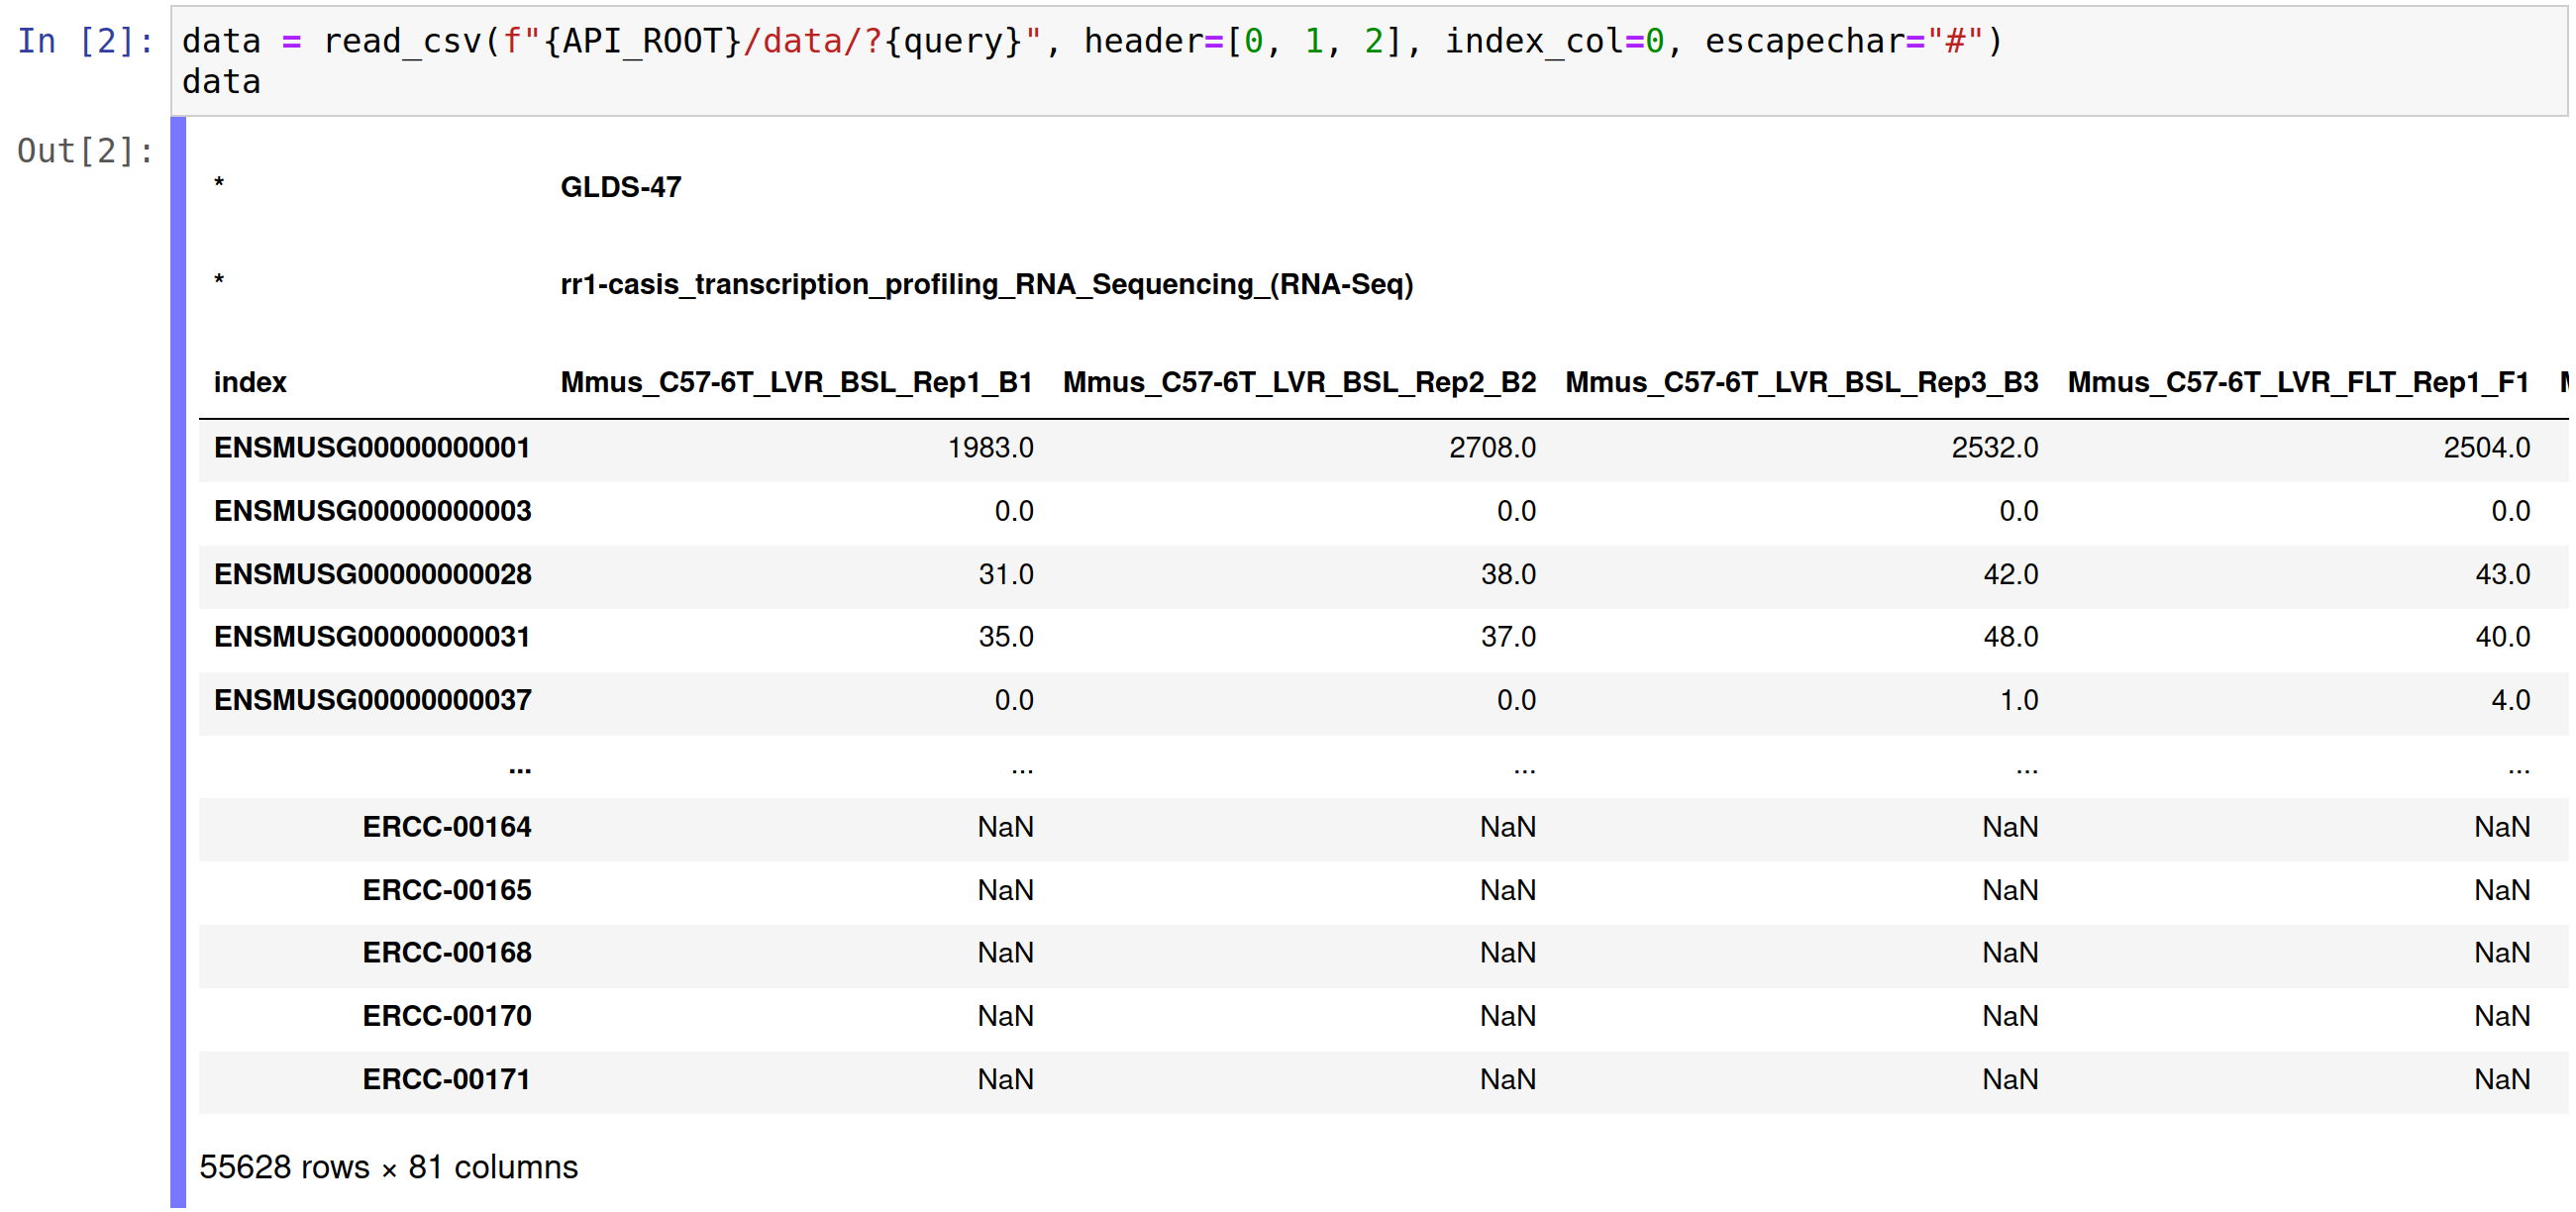 In [2]: data = read_csv(f"{API_ROOT}/data/?{query}", header=[0, 1, 2], index_col=0, escapechar="#")
data
Out[2]:
* GLDS-47
* rr1-casis_transcription_profiling_RNA_Sequencing_(RNA-Seq)
index Mmus_C57-6T_LVR_BSL_Rep1_B1 Mmus_C57-6T_LVR_BSL_Rep2_B2 Mmus_C57-6T_LVR_BSL_Rep3_B3 Mmus_C57-6T_LVR_FLT_Rep1_F1
ENSMUSG00000000001 1983.0 2708.0 2532.0 2504.0
ENSMUSG00000000003 0.0 0.0 0.0 0.0
ENSMUSG00000000028 31.0 38.0 42.0 43.0
ENSMUSG00000000031 35.0 37.0 48.0 40.0
ENSMUSG00000000037 0.0 0.0 1.0 4.0
... ... ... ... ...
ERCC-00164 NaN NaN NaN NaN
ERCC-00165 NaN NaN NaN NaN
ERCC-00168 NaN NaN NaN NaN
ERCC-00170 NaN NaN NaN NaN
ERCC-00171 NaN NaN NaN NaN
55628 rows × 81 columns